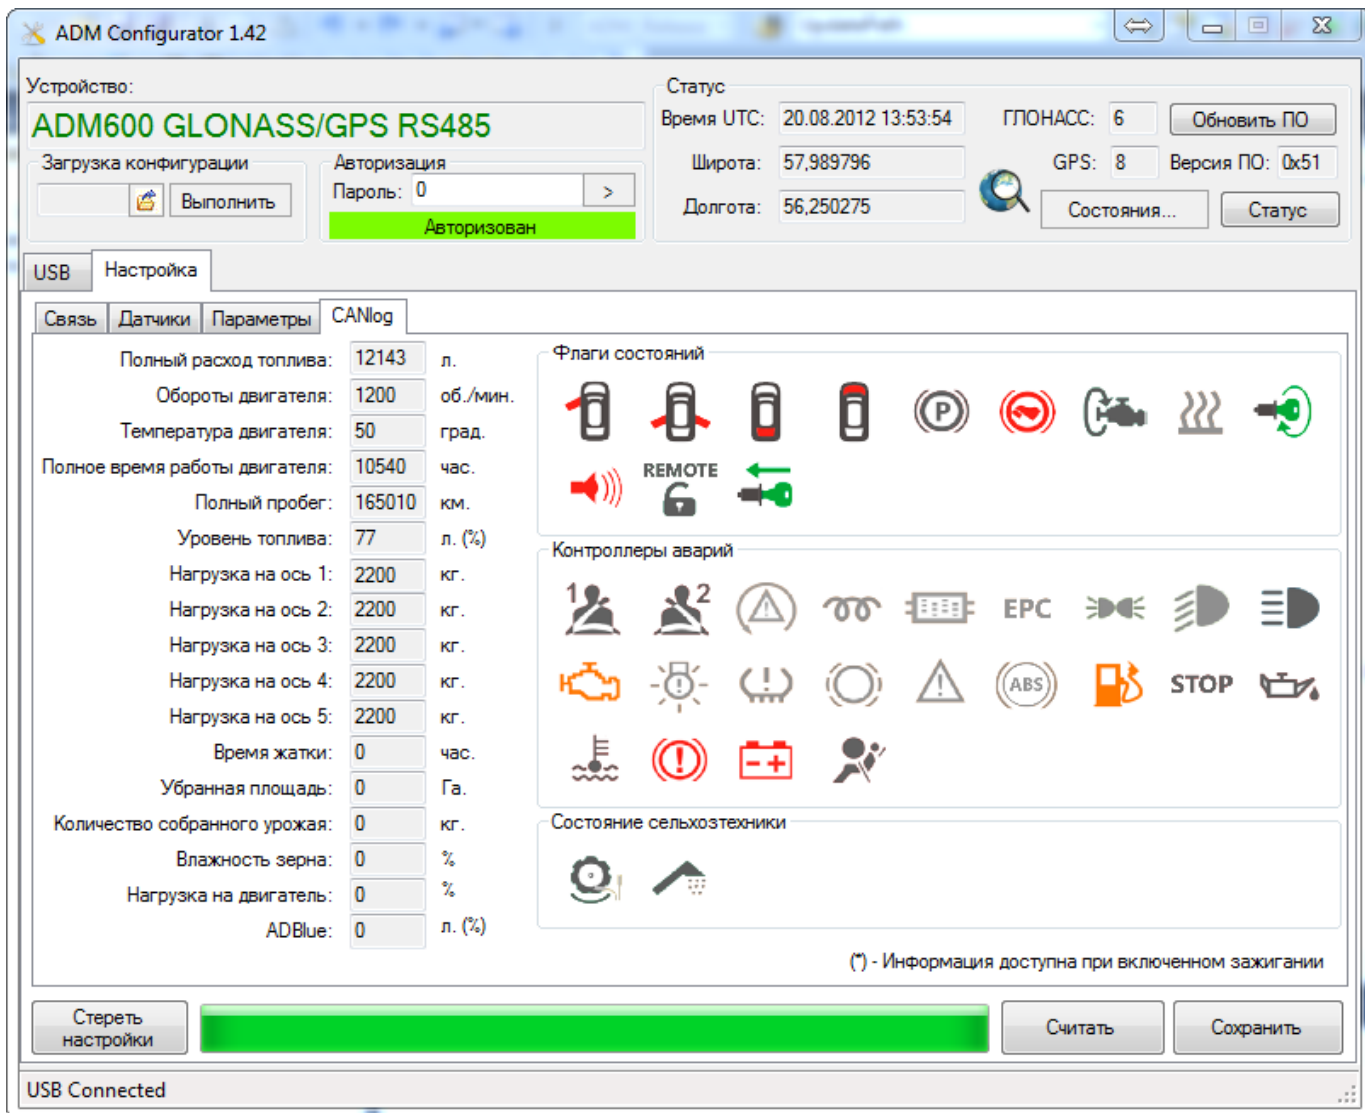 ADM Configurator 1.42
Устройство:
ADM600 GLONASS/GPS RS485
Загрузка конфигурации
Выполнить
Авторизация
Пароль: 0 >
Авторизован
Статус
Время UTC: 20.08.2012 13:53:54 ГЛОНАСС: 6 Обновить ПО
Широта: 57,989796 GPS: 8 Версия ПО: 0x51
Долгота: 56,250275 Состояния... Статус
USB Настройка
Связь Датчики Параметры CANlog
Полный расход топлива: 12143 л.
Обороты двигателя: 1200 об./мин.
Температура двигателя: 50 град.
Полное время работы двигателя: 10540 час.
Полный пробег: 165010 км.
Уровень топлива: 77 л. (%)
Нагрузка на ось 1: 2200 кг.
Нагрузка на ось 2: 2200 кг.
Нагрузка на ось 3: 2200 кг.
Нагрузка на ось 4: 2200 кг.
Нагрузка на ось 5: 2200 кг.
Время жатки: 0 час.
Убранная площадь: 0 Га.
Количество собранного урожая: 0 кг.
Влажность зерна: 0 %
Нагрузка на двигатель: 0 %
ADBlue: 0 л. (%)
Флаги состояний
P
REMOTE
Контроллеры аварий
1 2 EPC
ABS STOP
Состояние сельхозтехники
(*) - Информация доступна при включенном зажигании
Стереть
настройки
Считать Сохранить
USB Connected